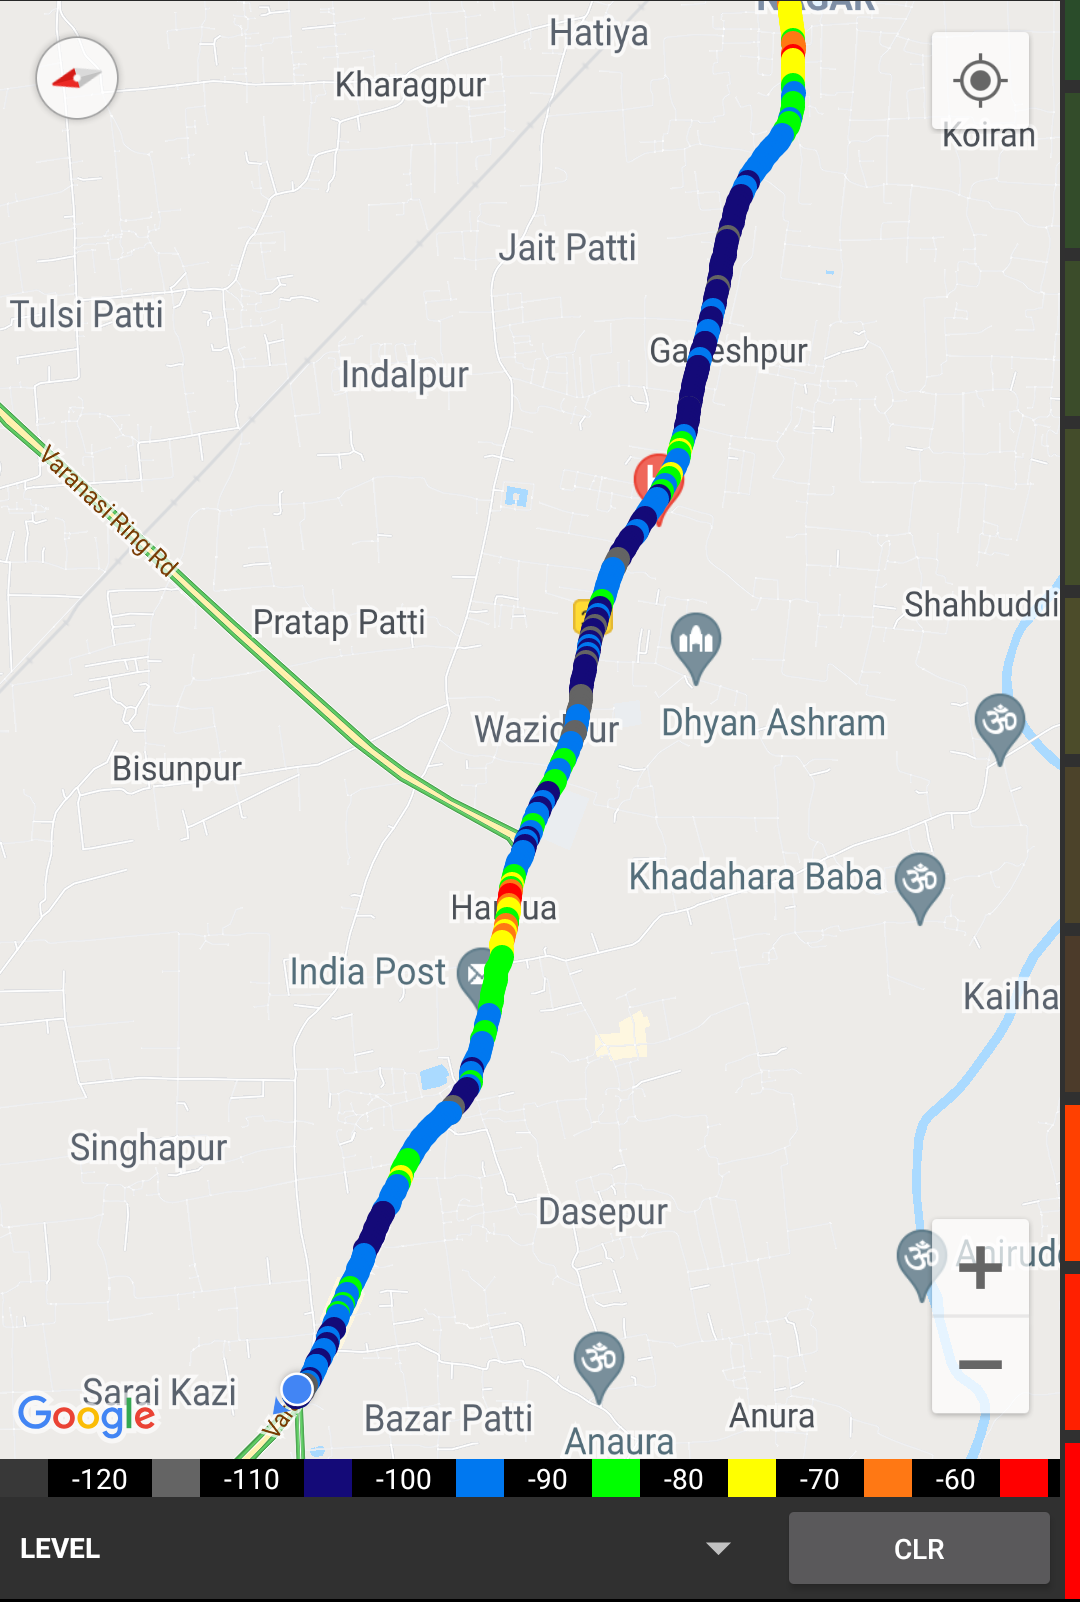 NAGAR
Hatiya
Kharagpur
Koiran
Jait Patti
Tulsi Patti
Indalpur
Varanasi Ring Rd
Pratap Patti
Shahbuddi
Dhyan Ashram
Bisunpur
ॐ
Khadahara Baba
ॐ
India Post
Kailha
Singhapur
Dasepur
ॐ
Anirud
ॐ
Sarai Kazi
Google
Bazar Patti
Anura
Anaura
-120 -110 -100 -90 -80 -70 -60
LEVEL
CLR